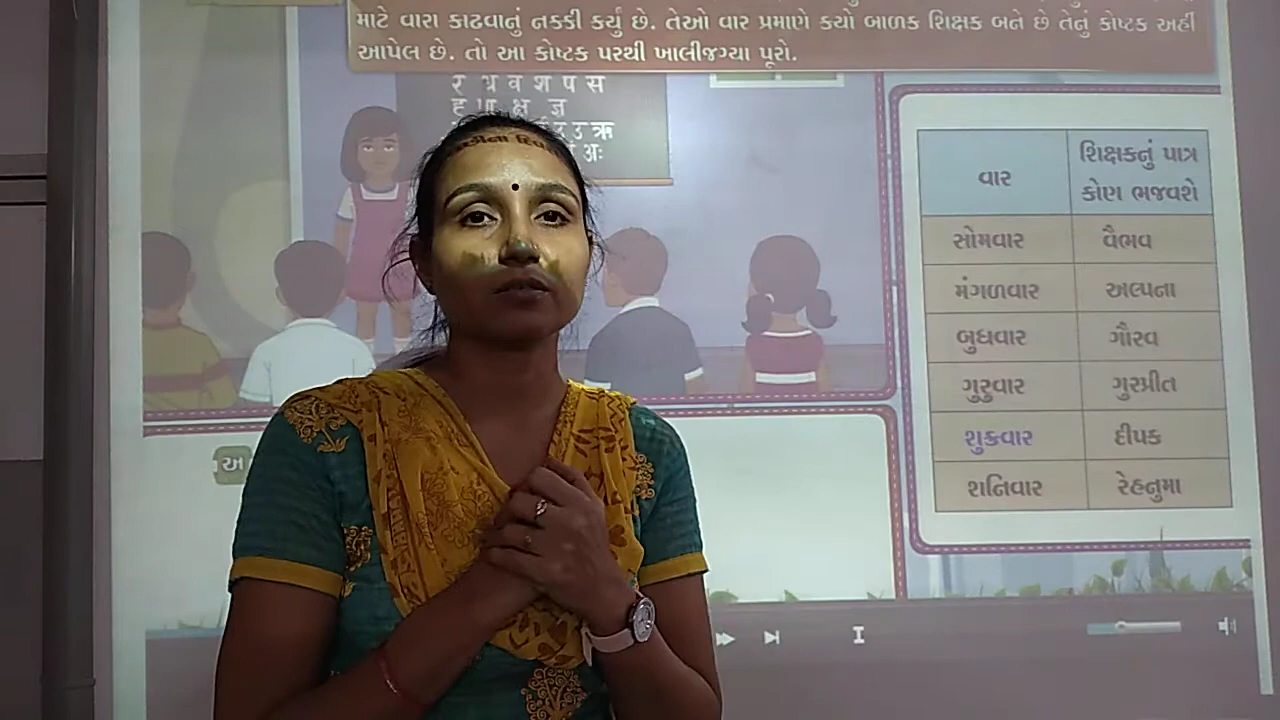 માટે વારા કાઢવાનું નક્કી કર્યું છે. તેઓ વાર પ્રમાણે કયો બાળક શિક્ષક બને છે તેનું કોષ્ટક અહીં
આપેલ છે. તો આ કોષ્ટક પરથી ખાલીજગ્યા પૂરો.
र भ्र व श प स
ह ण क्ष ज्ञ
उ ऋ
अः
વાર શિક્ષકનું પાત્ર કોણ ભજવશે
સોમવાર વૈભવ
મંગળવાર અલ્પના
બુધવાર ગૌરવ
ગુરુવાર ગુરપ્રીત
શુક્રવાર દીપક
શનિવાર રેહનુમા
અ